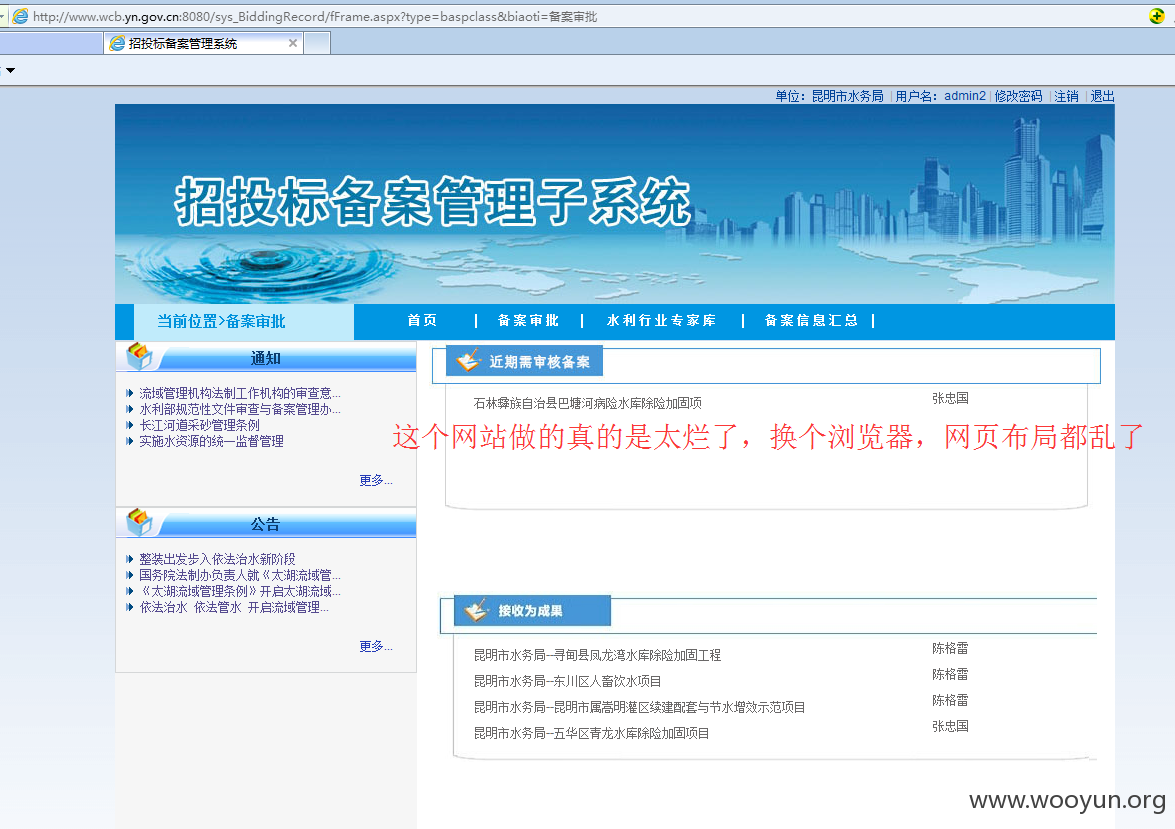 http://www.wcb.yn.gov.cn:8080/sys_BiddingRecord/fFrame.aspx?type=baspclass&biaoti=备案审批
招投标备案管理系统
单位：昆明市水务局 | 用户名：admin2 | 修改密码 | 注销 | 退出
招投标备案管理子系统
当前位置>备案审批
首页 | 备案审批 | 水利行业专家库 | 备案信息汇总 |
通知
流域管理机构法制工作机构的审查意...
水利部规范性文件审查与备案管理办...
长江河道采砂管理条例
实施水资源的统一监督管理
更多...
公告
整装出发步入依法治水新阶段
国务院法制办负责人就《太湖流域管...
《太湖流域管理条例》开启太湖流域...
依法治水 依法管水 开启流域管理...
更多...
近期需审核备案
石林彝族自治县巴塘河病险水库除险加固项 张忠国
这个网站做的真的是太烂了，换个浏览器，网页布局都乱了
接收为成果
昆明市水务局--寻甸县凤龙湾水库除险加固工程 陈格雷
昆明市水务局--东川区人畜饮水项目 陈格雷
昆明市水务局--昆明市属嵩明灌区续建配套与节水增效示范项目 陈格雷
昆明市水务局--五华区青龙水库除险加固项目 张忠国
www.wooyun.org